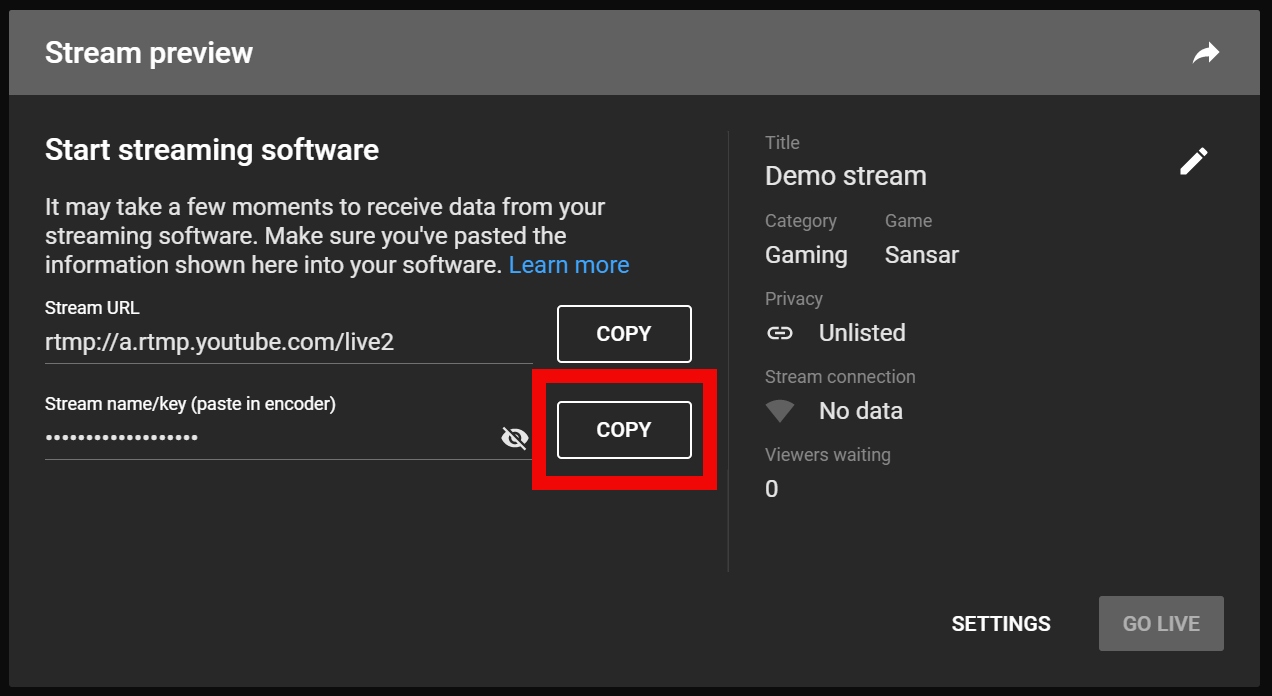 Stream preview
Start streaming software
It may take a few moments to receive data from your
streaming software. Make sure you've pasted the
information shown here into your software. Learn more
Stream URL
rtmp://a.rtmp.youtube.com/live2
COPY
Stream name/key (paste in encoder)
••••••••••••••••••
COPY
Title
Demo stream
Category Game
Gaming Sansar
Privacy
Unlisted
Stream connection
No data
Viewers waiting
0
SETTINGS
GO LIVE